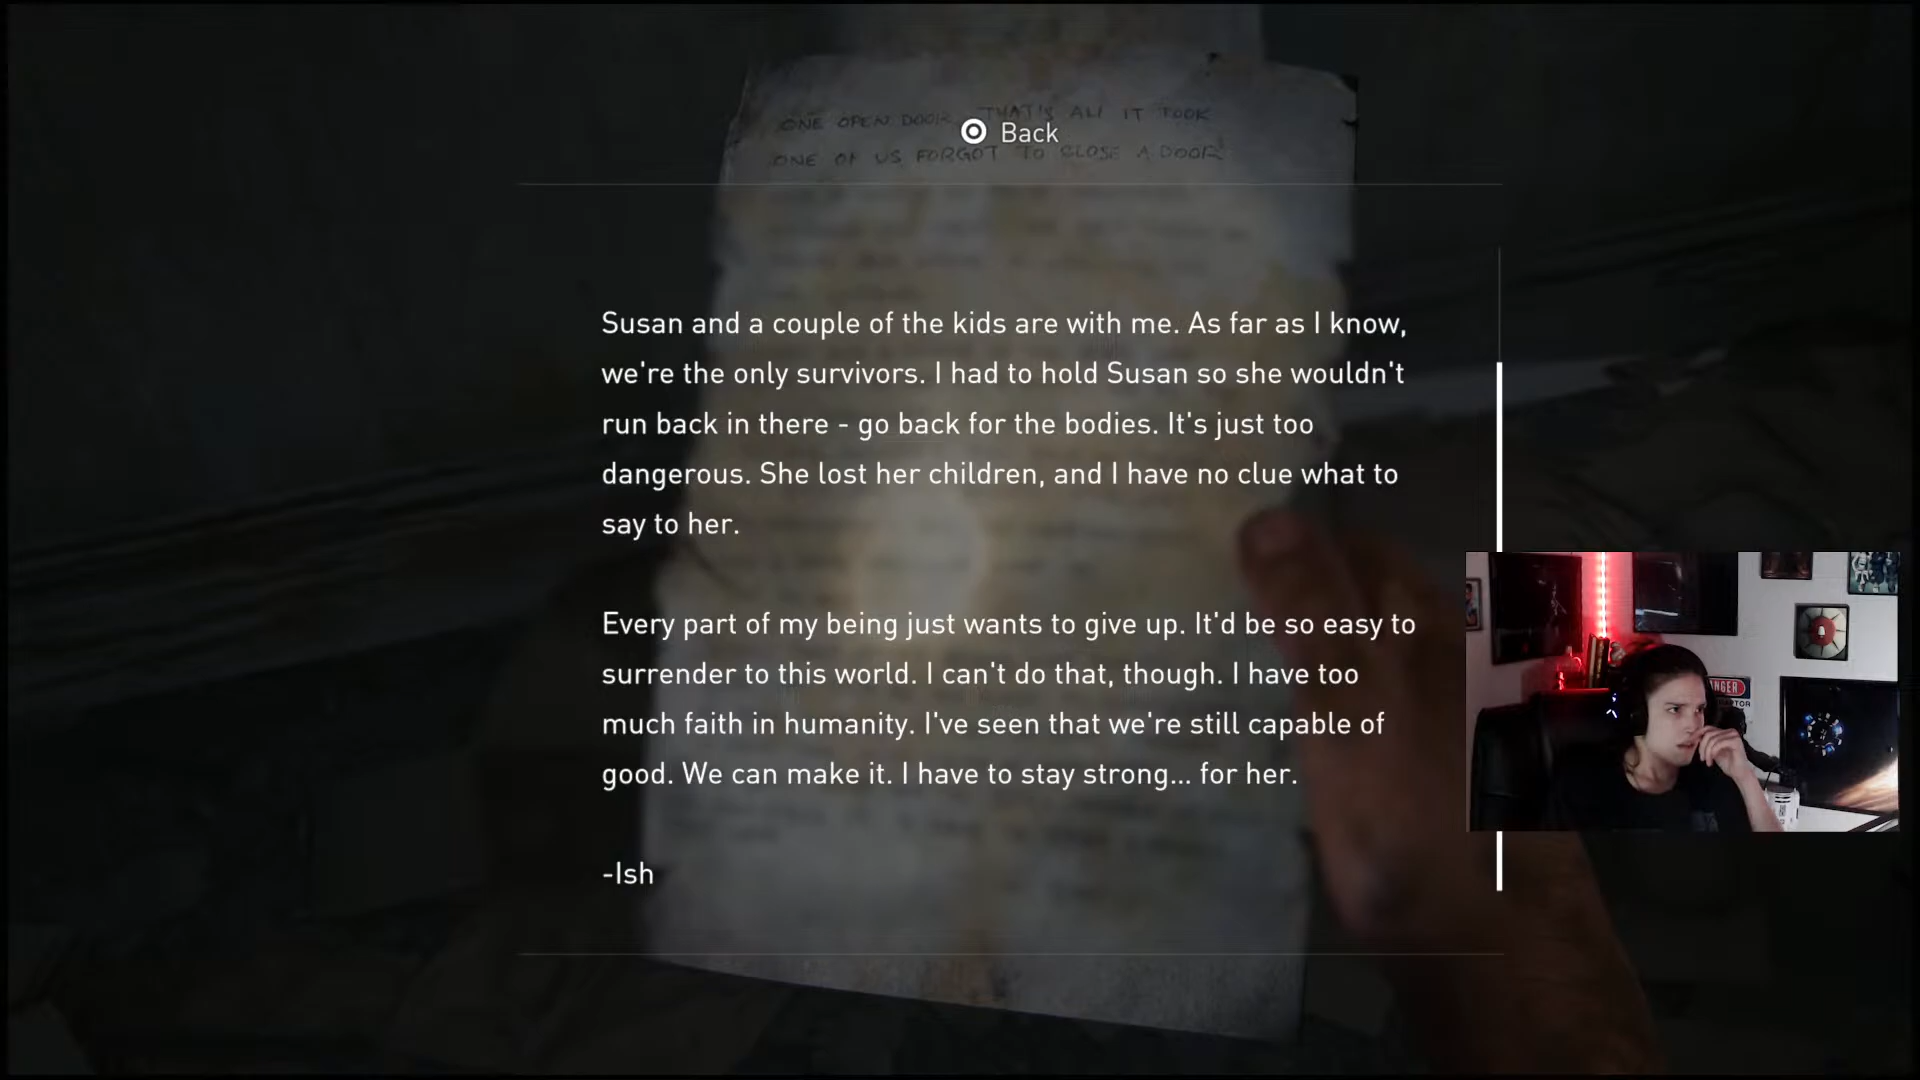 ONE OPEN DOOR. THAT'S ALL IT TOOK
Back
ONE OF US FORGOT TO CLOSE A DOOR
Susan and a couple of the kids are with me. As far as I know,
we're the only survivors. I had to hold Susan so she wouldn't
run back in there - go back for the bodies. It's just too
dangerous. She lost her children, and I have no clue what to
say to her.
Every part of my being just wants to give up. It'd be so easy to
surrender to this world. I can't do that, though. I have too
much faith in humanity. I've seen that we're still capable of
good. We can make it. I have to stay strong... for her.
-Ish